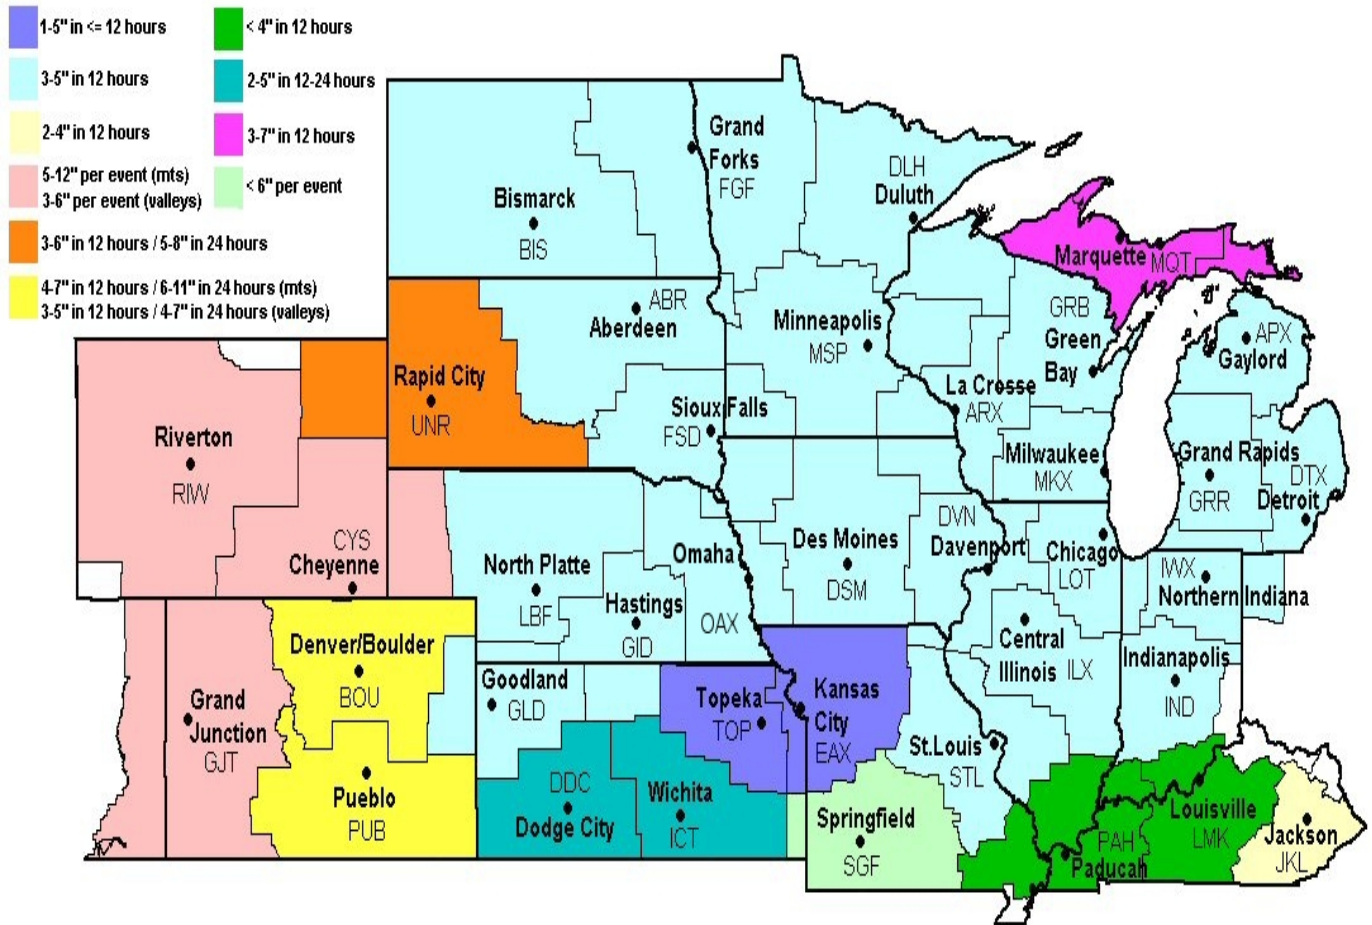 1-5" in <= 12 hours
< 4" in 12 hours
3-5" in 12 hours
2-5" in 12-24 hours
2-4" in 12 hours
3-7" in 12 hours
5-12" per event (mts)
3-6" per event (valleys)
< 6" per event
3-6" in 12 hours / 5-8" in 24 hours
4-7" in 12 hours / 6-11" in 24 hours (mts)
3-5" in 12 hours / 4-7" in 24 hours (valleys)
Grand
Forks
FGF
DLH
Duluth
Bismarck
BIS
Marquette MQT
ABR
Aberdeen
Minneapolis
MSP
GRB
Green
Bay
APX
Gaylord
Rapid City
UNR
Sioux Falls
FSD
La Crosse
ARX
Riverton
RIW
Milwaukee
MKX
Grand Rapids
GRR
DTX
Detroit
CYS
Cheyenne
North Platte
LBF
Hastings
GID
Omaha
OAX
Des Moines
DSM
DVN
Davenport
Chicago
LOT
IWX
Northern Indiana
Denver/Boulder
BOU
Central
Illinois
ILX
Indianapolis
IND
Grand
Junction
GJT
Goodland
GLD
Topeka
TOP
Kansas
City
EAX
St.Louis
STL
Pueblo
PUB
DDC
Dodge City
Wichita
ICT
Springfield
SGF
PAH
Paducah
Louisville
LMK
Jackson
JKL